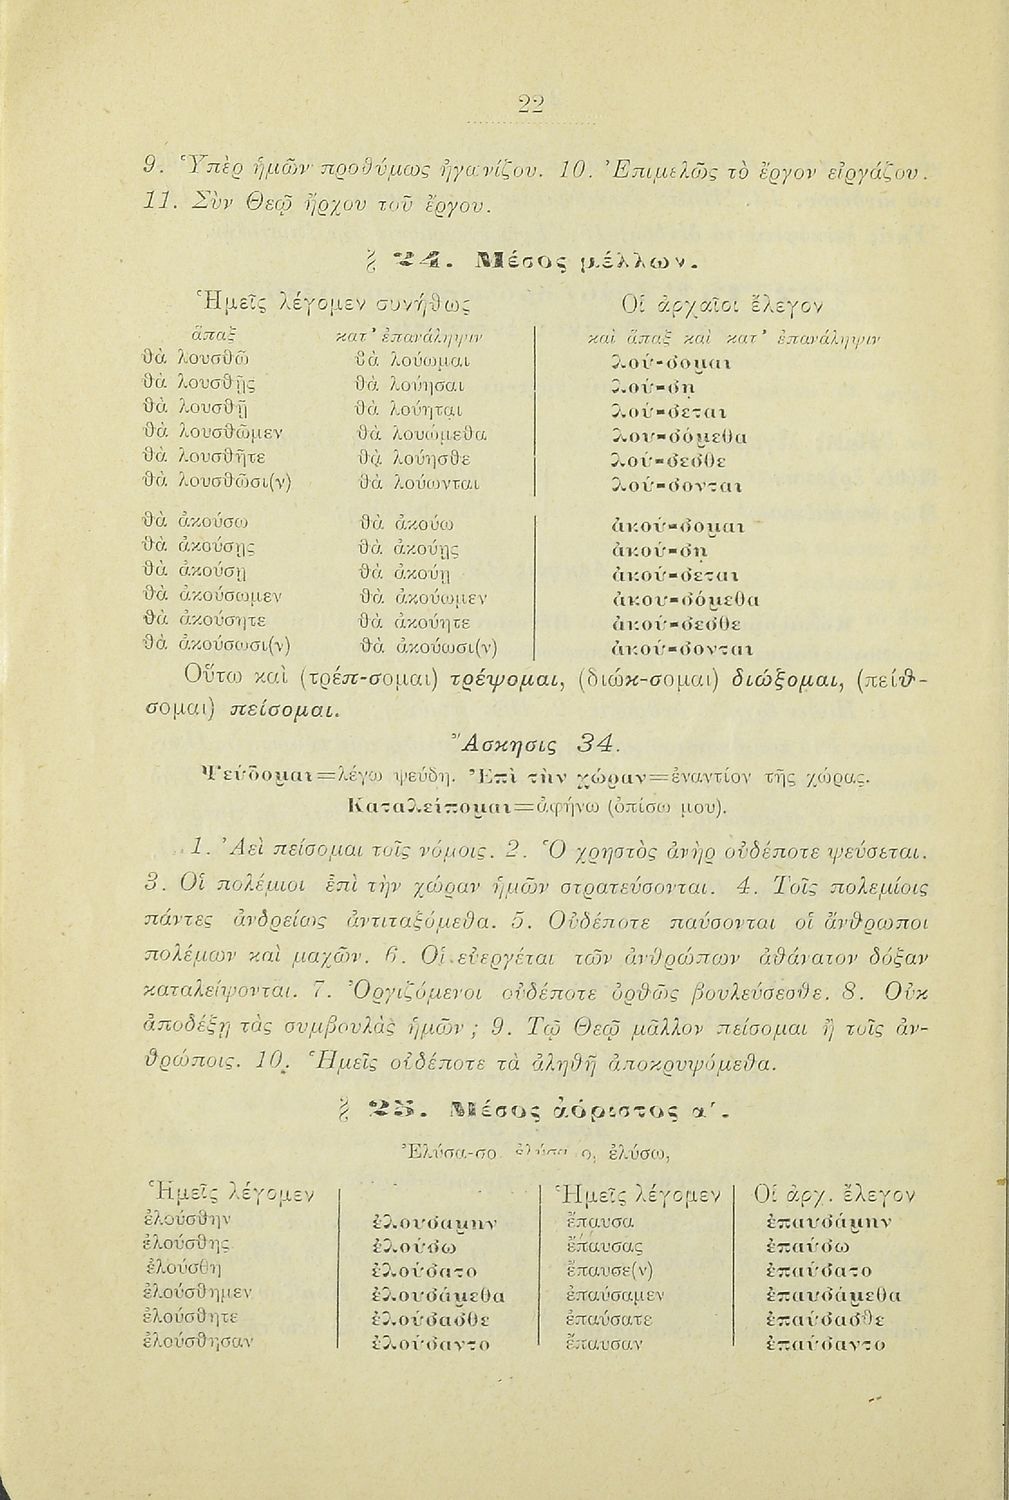 22
9. Ὑπὲρ ἡμῶν προθύμως ἠγωνίζου. 10. Ἐπιμελῶς τὸ ἔργον εἰργάζου.
11. Σὺν Θεῷ ἤρχου τοῦ ἔργου.
§ 24. Μέσος μέλλων.
Ἡμεῖς λέγομεν συνήθως Οἱ ἀρχαῖοι ἔλεγον
ἅπαξ κατ' ἐπανάληψιν καὶ ἅπαξ καὶ κατ' ἐπανάληψιν
θὰ λουσθῶ θὰ λούωμαι λού-σομαι
θὰ λουσθῇς θὰ λούησαι λού-σῃ
θὰ λουσθῇ θὰ λούηται λού-σεται
θὰ λουσθῶμεν θὰ λουώμεθα λου-σόμεθα
θὰ λουσθῆτε θὰ λούησθε λού-σεσθε
θὰ λουσθῶσι(ν) θὰ λούωνται λού-σονται
θὰ ἀκούσω θὰ ἀκούω ἀκού-σομαι
θὰ ἀκούσῃς θὰ ἀκούῃς ἀκού-σῃ
θὰ ἀκούσῃ θὰ ἀκούῃ ἀκού-σεται
θὰ ἀκούσωμεν θὰ ἀκούωμεν ἀκου-σόμεθα
θὰ ἀκούσητε θὰ ἀκούητε ἀκού-σεσθε
θὰ ἀκούσωσι(ν) θὰ ἀκούωσι(ν) ἀκού-σονται
Οὕτω καὶ (τρέπ-σομαι) τρέψομαι, (διώκ-σομαι) διώξομαι, (πείθ-
σομαι) πείσομαι.
Ἄσκησις 34.
Ψεύδομαι=λέγω ψεύδη. Ἐπὶ τὴν χώραν=ἐναντίον τῆς χώρας.
Καταλείπομαι=ἀφήνω (ὀπίσω μου).
1. Ἀεὶ πείσομαι τοῖς νόμοις. 2. Ὁ χρηστὸς ἀνὴρ οὐδέποτε ψεύσεται.
3. Οἱ πολέμιοι ἐπὶ τὴν χώραν ἡμῶν στρατεύσονται. 4. Τοῖς πολεμίοις
πάντες ἀνδρείως ἀντιταξόμεθα. 5. Οὐδέποτε παύσονται οἱ ἄνθρωποι
πολέμων καὶ μαχῶν. 6. Οἱ εὐεργέται τῶν ἀνθρώπων ἀθάνατον δόξαν
καταλείψονται. 7. Ὀργιζόμενοι οὐδέποτε ὀρθῶς βουλεύσεσθε. 8. Οὐκ
ἀποδέξῃ τὰς συμβουλὰς ἡμῶν ; 9. Τῷ Θεῷ μᾶλλον πείσομαι ἢ τοῖς ἀν-
θρώποις. 10. Ἡμεῖς οὐδέποτε τὰ ἀληθῆ ἀποκρυψόμεθα.
§ 25. Μέσος ἀόριστος α'.
Ἐλύσα-σο ο, ἐλύσω,
Ἡμεῖς λέγομεν Ἡμεῖς λέγομεν Οἱ ἀρχ. ἔλεγον
ἐλούσθην ἐλουσάμην ἔπαυσα ἐπαυσάμην
ἐλούσθης ἐλούσω ἔπαυσας ἐπαύσω
ἐλούσθη ἐλούσατο ἔπαυσε(ν) ἐπαύσατο
ἐλούσθημεν ἐλουσάμεθα ἐπαύσαμεν ἐπαυσάμεθα
ἐλούσθητε ἐλούσασθε ἐπαύσατε ἐπαύσασθε
ἐλούσθησαν ἐλούσαντο ἔπαυσαν ἐπαύσαντο